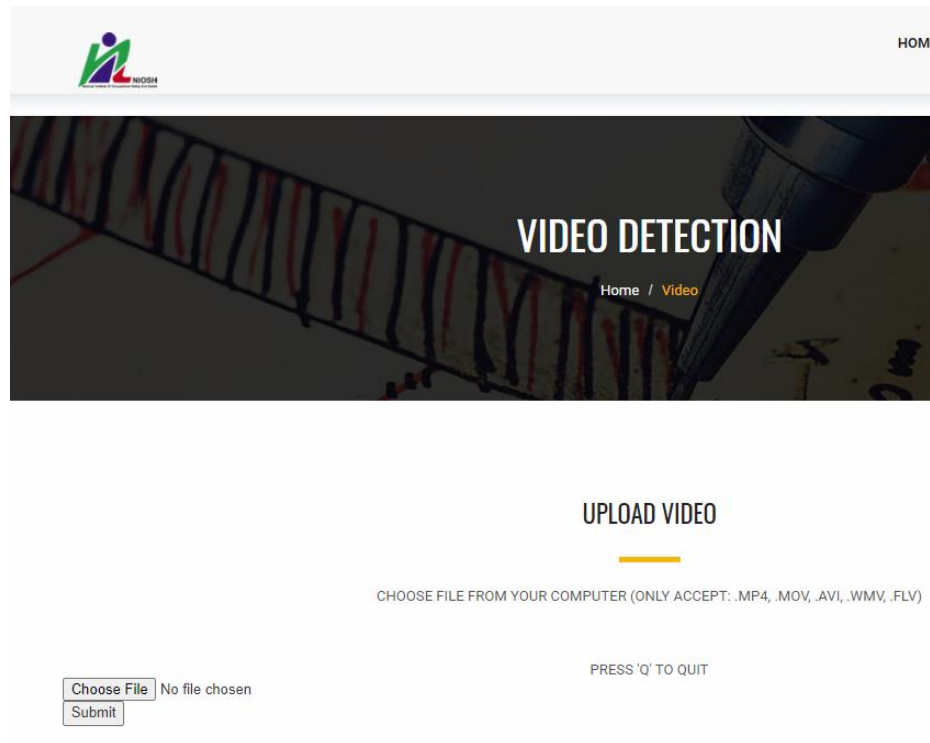 HOM
NIOSH
VIDEO DETECTION
Home / Video
UPLOAD VIDEO
CHOOSE FILE FROM YOUR COMPUTER (ONLY ACCEPT: .MP4, .MOV, .AVI, .WMV, .FLV)
PRESS 'Q' TO QUIT
Choose File No file chosen
Submit